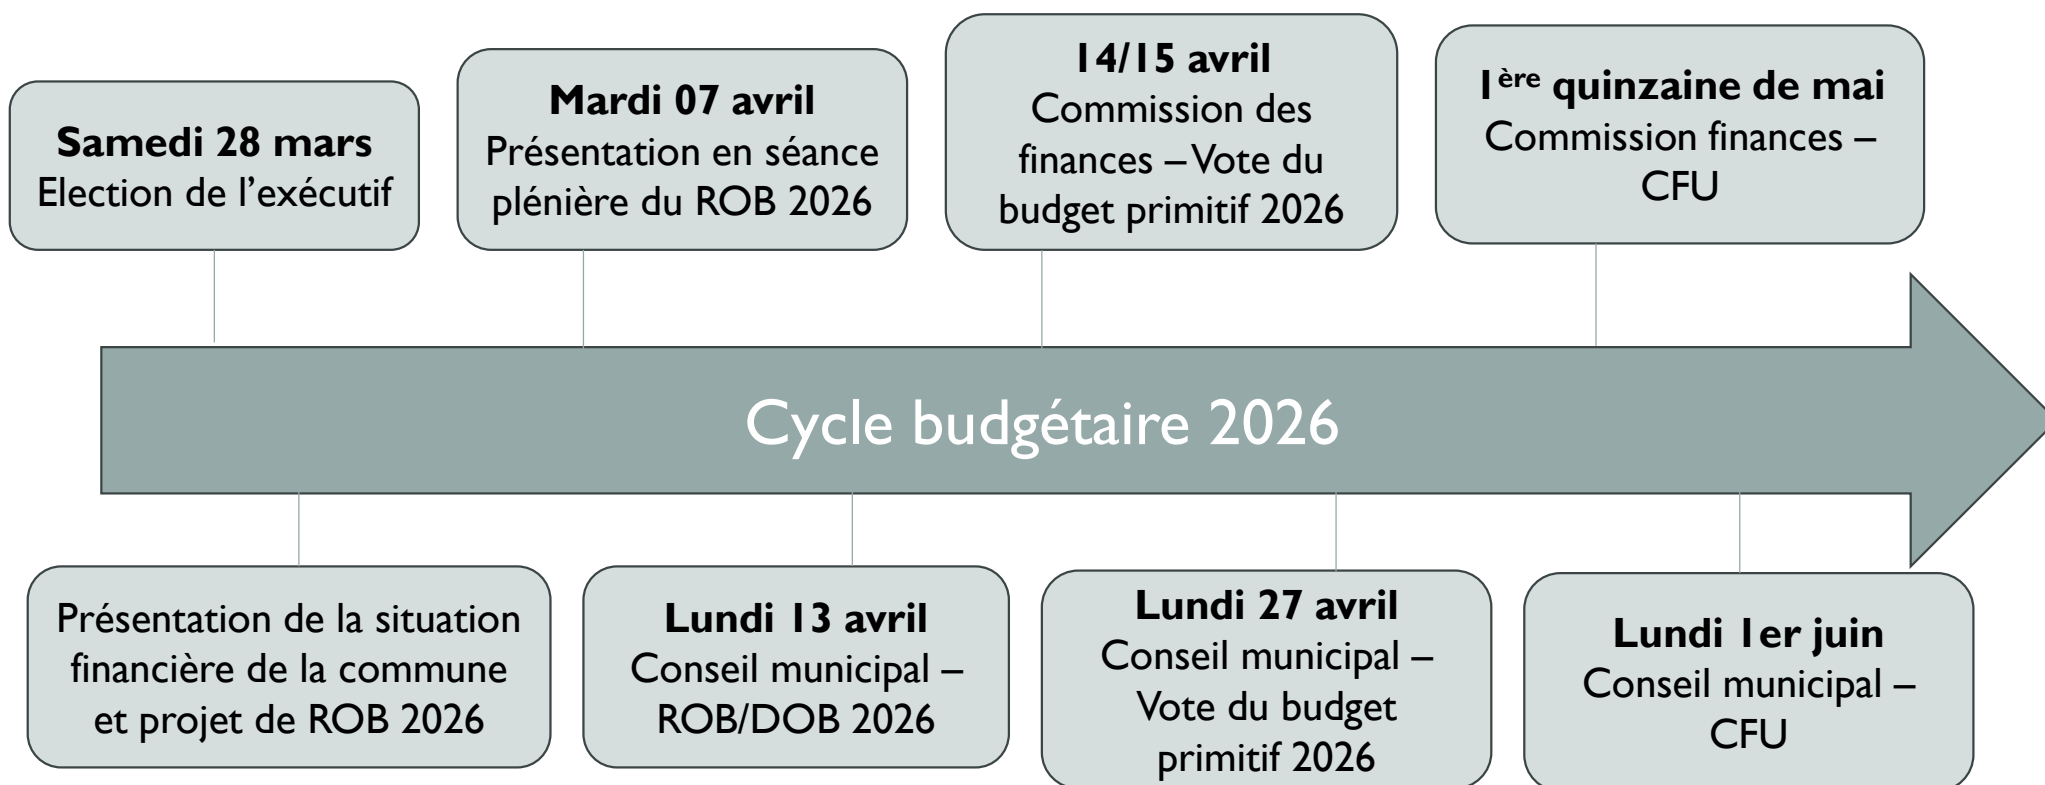 Samedi 28 mars
Election de l’exécutif
Mardi 07 avril
Présentation en séance
plénière du ROB 2026
14/15 avril
Commission des
finances – Vote du
budget primitif 2026
1ère quinzaine de mai
Commission finances –
CFU
Cycle budgétaire 2026
Présentation de la situation
financière de la commune
et projet de ROB 2026
Lundi 13 avril
Conseil municipal –
ROB/DOB 2026
Lundi 27 avril
Conseil municipal –
Vote du budget
primitif 2026
Lundi 1er juin
Conseil municipal –
CFU